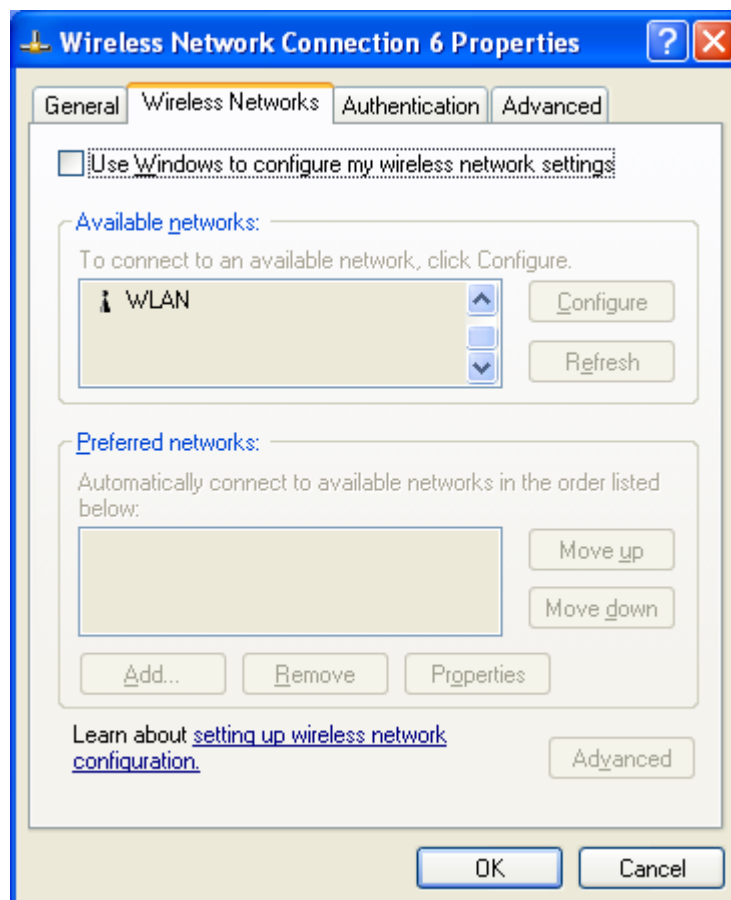 Wireless Network Connection 6 Properties
General Wireless Networks Authentication Advanced
Use Windows to configure my wireless network settings
Available networks:
To connect to an available network, click Configure.
WLAN
Configure
Refresh
Preferred networks:
Automatically connect to available networks in the order listed
below:
Move up
Move down
Add... Remove Properties
Learn about setting up wireless network
configuration.
Advanced
OK Cancel